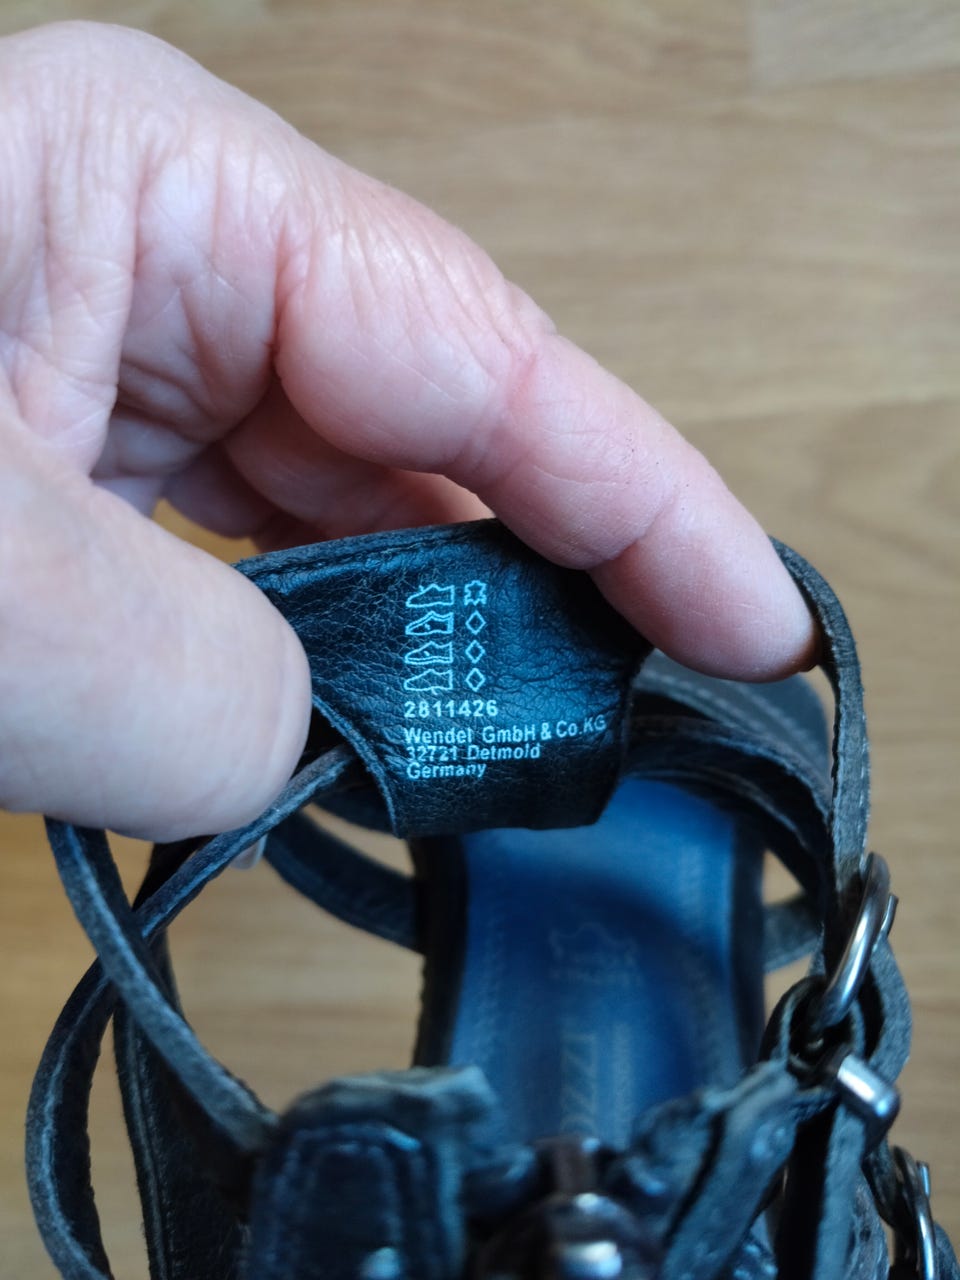 2811426
Wendel GmbH & Co.KG
32721 Detmold
Germany